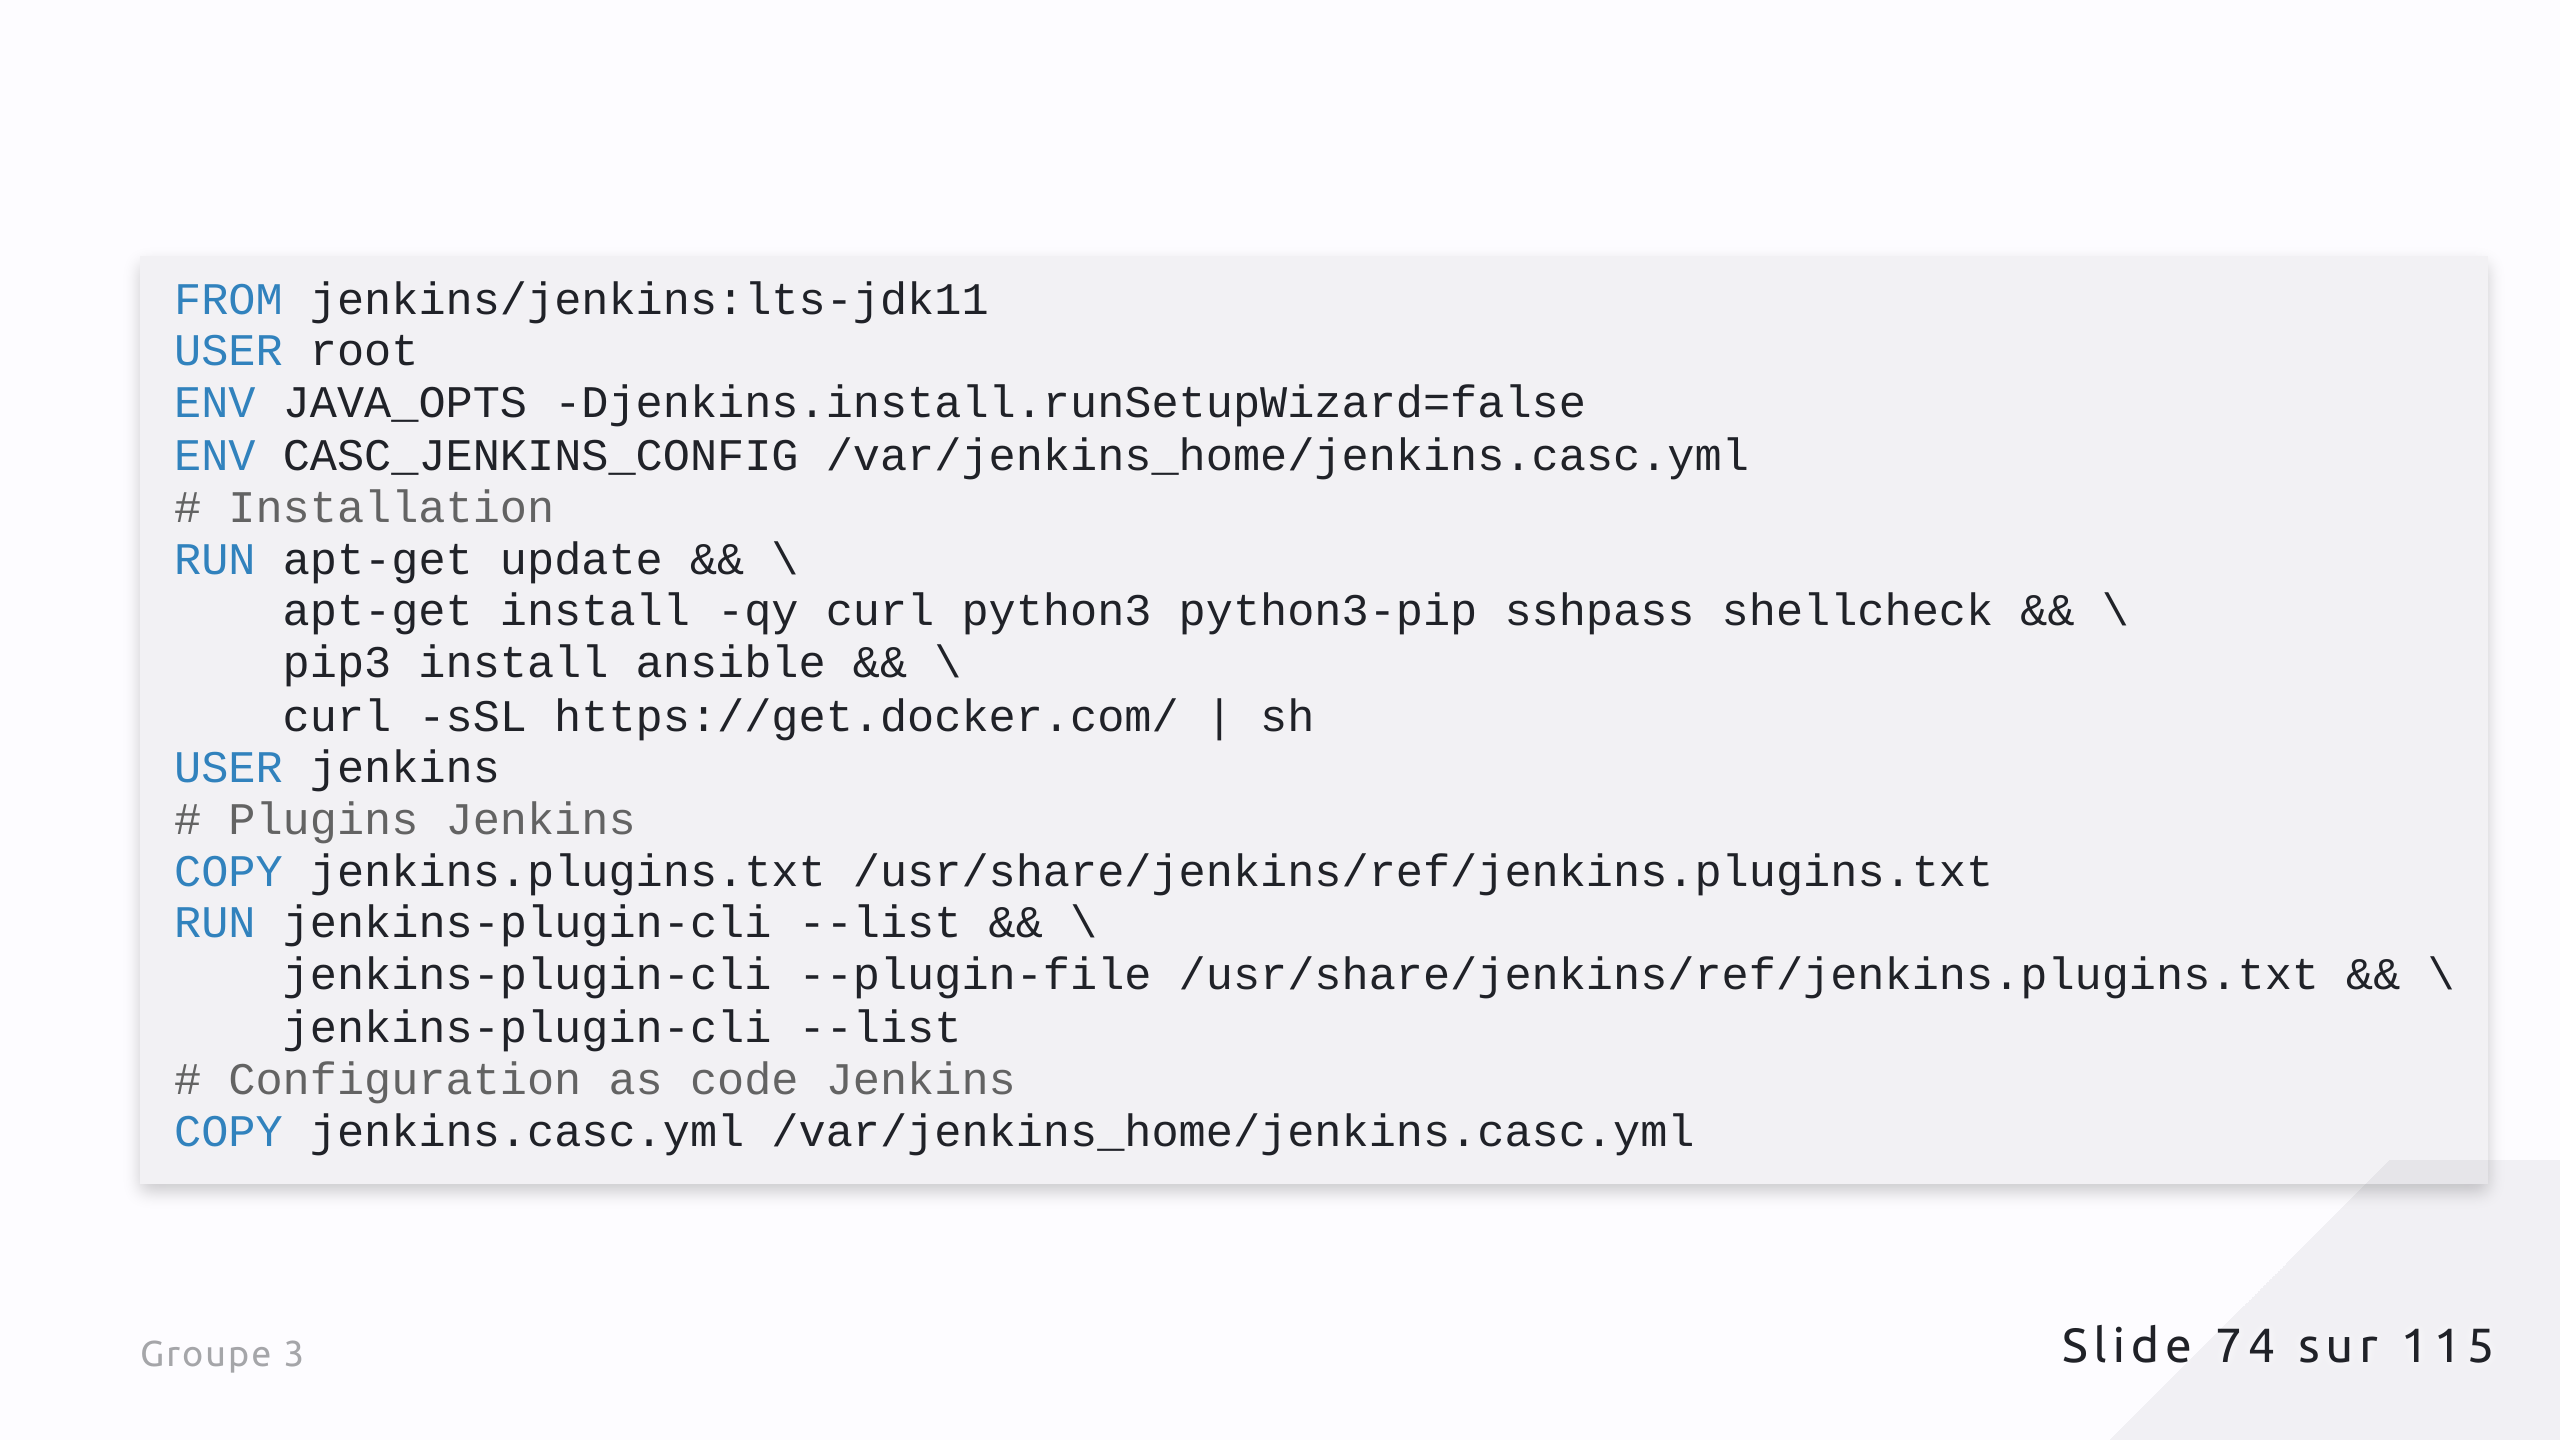 FROM jenkins/jenkins:lts-jdk11
USER root
ENV JAVA_OPTS -Djenkins.install.runSetupWizard=false
ENV CASC_JENKINS_CONFIG /var/jenkins_home/jenkins.casc.yml
# Installation
RUN apt-get update && \
    apt-get install -qy curl python3 python3-pip sshpass shellcheck && \
    pip3 install ansible && \
    curl -sSL https://get.docker.com/ | sh
USER jenkins
# Plugins Jenkins
COPY jenkins.plugins.txt /usr/share/jenkins/ref/jenkins.plugins.txt
RUN jenkins-plugin-cli --list && \
    jenkins-plugin-cli --plugin-file /usr/share/jenkins/ref/jenkins.plugins.txt && \
    jenkins-plugin-cli --list
# Configuration as code Jenkins
COPY jenkins.casc.yml /var/jenkins_home/jenkins.casc.yml
Groupe 3
Slide 74 sur 115